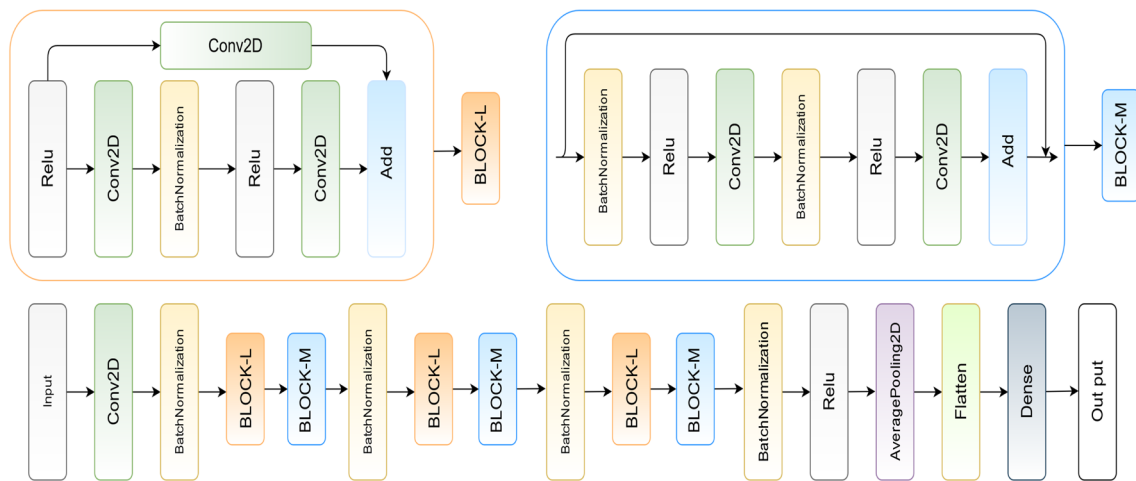 Conv2D
Relu
Conv2D
BatchNormalization
Relu
Conv2D
Add
BLOCK-L
BatchNormalization
Relu
Conv2D
BatchNormalization
Relu
Conv2D
Add
BLOCK-M
Input
Conv2D
BatchNormalization
BLOCK-L
BLOCK-M
BatchNormalization
BLOCK-L
BLOCK-M
BatchNormalization
BLOCK-L
BLOCK-M
BatchNormalization
Relu
AveragePooling2D
Flatten
Dense
Out put